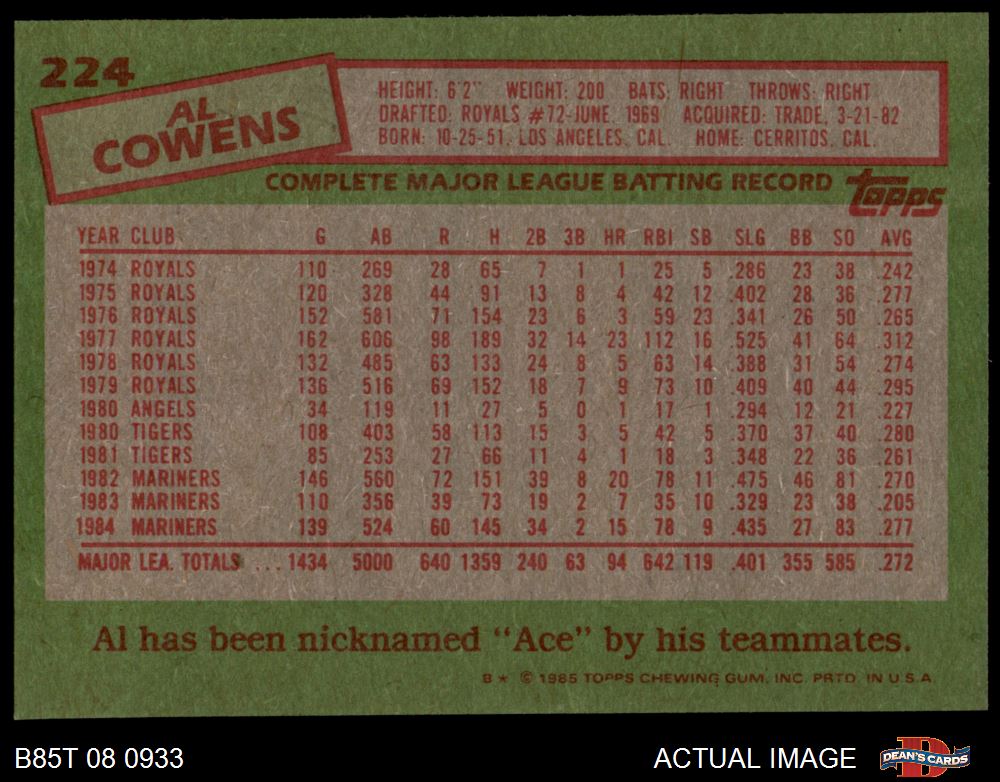 224
AL
COWENS
HEIGHT: 6'2" WEIGHT: 200 BATS: RIGHT THROWS: RIGHT
DRAFTED: ROYALS #72-JUNE, 1969 ACQUIRED: TRADE, 3-21-82
BORN: 10-25-51, LOS ANGELES, CAL. HOME: CERRITOS, CAL.
COMPLETE MAJOR LEAGUE BATTING RECORD topps
YEAR CLUB G AB R H 2B 3B HR RBI SB SLG BB SO AVG
1974 ROYALS 110 269 28 65 7 1 1 25 5 .286 23 38 .242
1975 ROYALS 120 328 44 91 13 8 4 42 12 .402 28 36 .277
1976 ROYALS 152 581 71 154 23 6 3 59 23 .341 26 50 .265
1977 ROYALS 162 606 98 189 32 14 23 112 16 .525 41 64 .312
1978 ROYALS 132 485 63 133 24 8 5 63 14 .388 31 54 .274
1979 ROYALS 136 516 69 152 18 7 9 73 10 .409 40 44 .295
1980 ANGELS 34 119 11 27 5 0 1 17 1 .294 12 21 .227
1980 TIGERS 108 403 58 113 15 3 5 42 5 .370 37 40 .280
1981 TIGERS 85 253 27 66 11 4 1 18 3 .348 22 36 .261
1982 MARINERS 146 560 72 151 39 8 20 78 11 .475 46 81 .270
1983 MARINERS 110 356 39 73 19 2 7 35 10 .329 23 38 .205
1984 MARINERS 139 524 60 145 34 2 15 78 9 .435 27 83 .277
MAJOR LEA. TOTALS ... 1434 5000 640 1359 240 63 94 642 119 .401 355 585 .272
Al has been nicknamed "Ace" by his teammates.
B★ © 1985 TOPPS CHEWING GUM, INC. PRTD. IN U.S.A.
B85T 08 0933 ACTUAL IMAGE DEAN'S CARDS